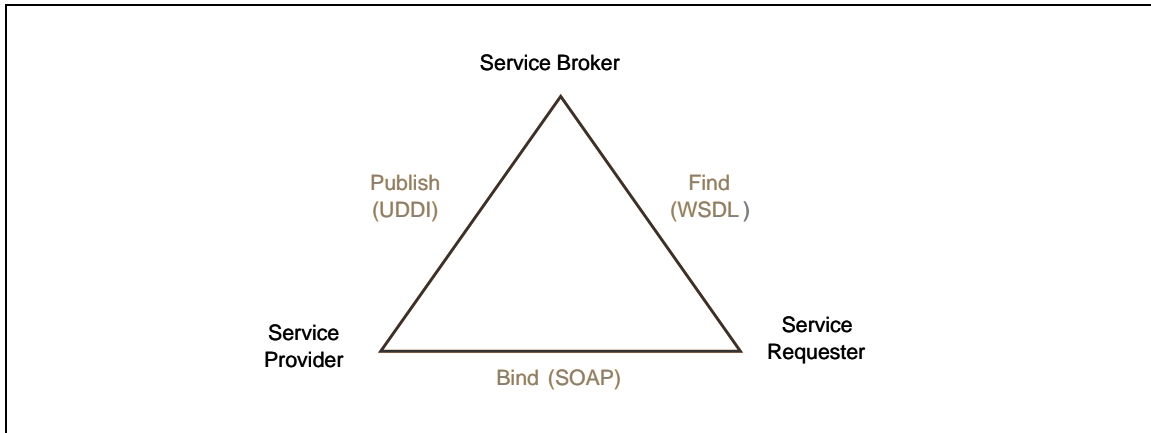 Service Broker
Publish
(UDDI)
Find
(WSDL )
Service
Provider
Service
Requester
Bind (SOAP)